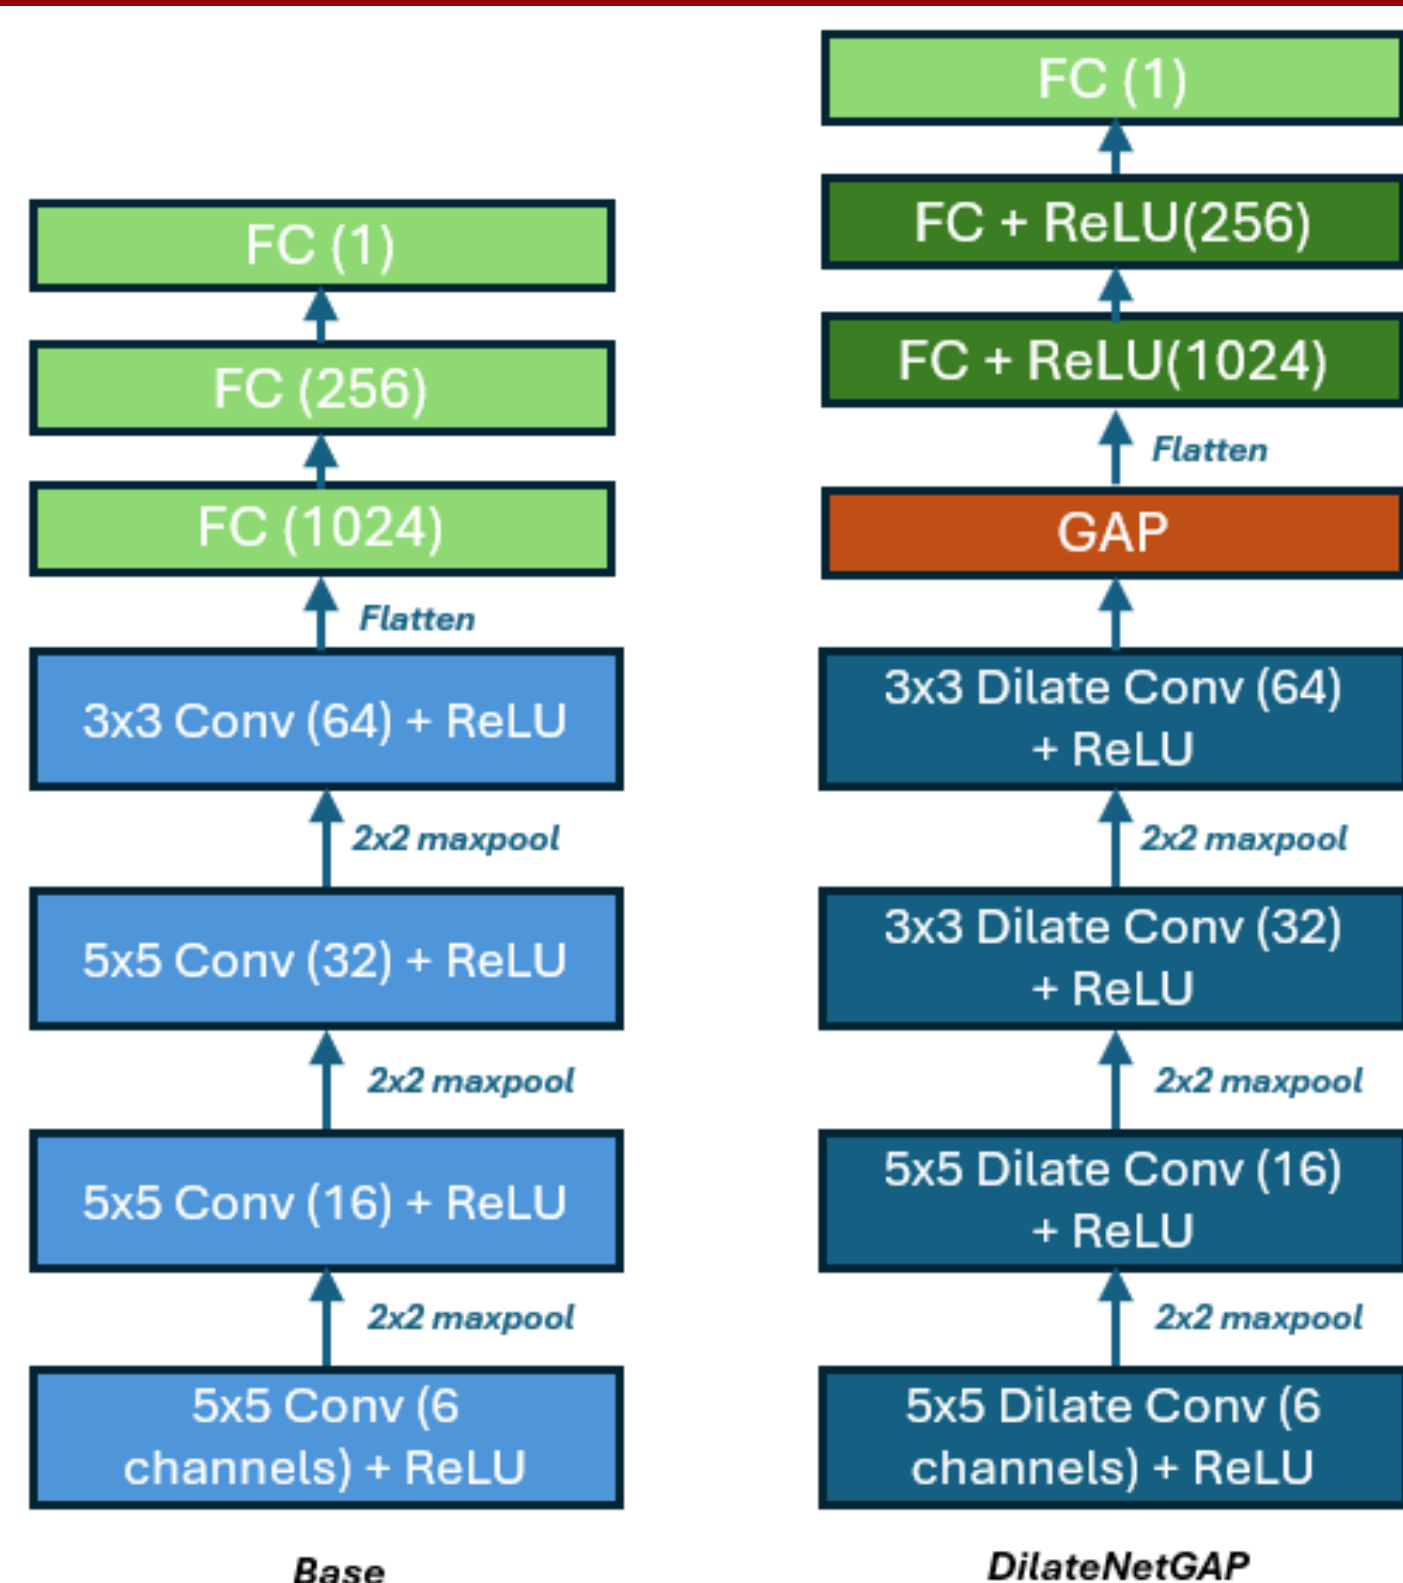 FC (1)
FC (256)
FC (1024)
Flatten
3x3 Conv (64) + ReLU
2x2 maxpool
5x5 Conv (32) + ReLU
2x2 maxpool
5x5 Conv (16) + ReLU
2x2 maxpool
5x5 Conv (6
channels) + ReLU
Base
FC (1)
FC + ReLU(256)
FC + ReLU(1024)
Flatten
GAP
3x3 Dilate Conv (64)
+ ReLU
2x2 maxpool
3x3 Dilate Conv (32)
+ ReLU
2x2 maxpool
5x5 Dilate Conv (16)
+ ReLU
2x2 maxpool
5x5 Dilate Conv (6
channels) + ReLU
DilateNetGAP